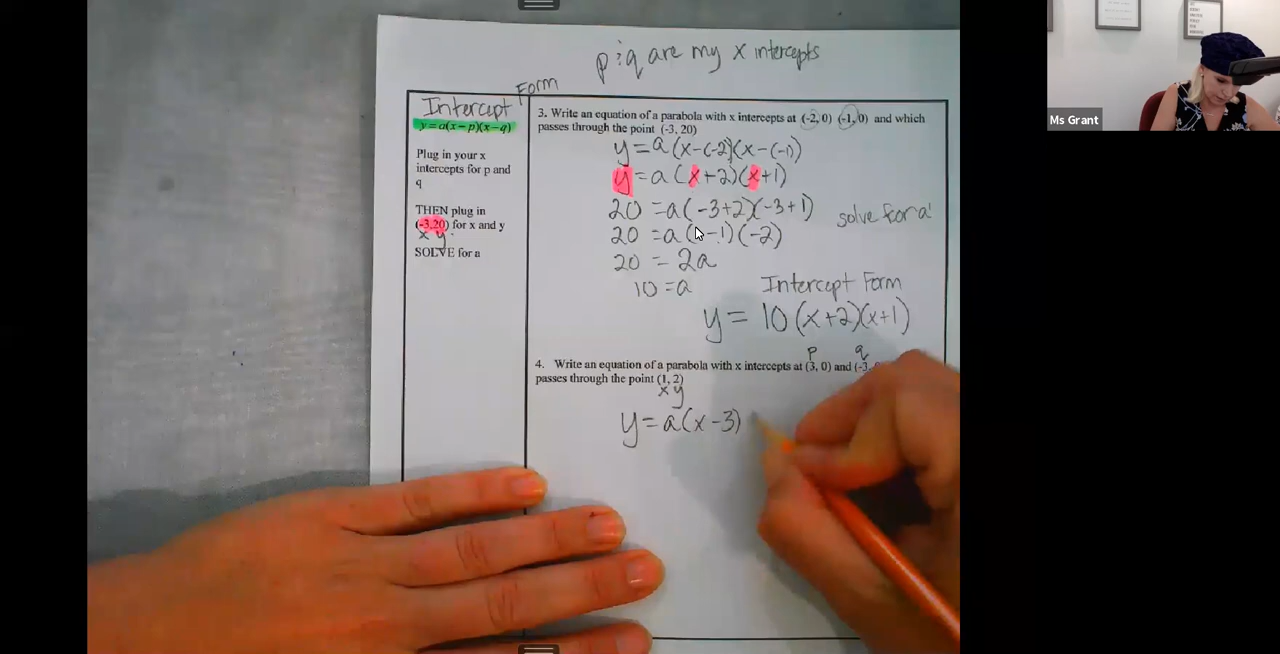 p & q are my x intercepts
Form
Intercept
y = a(x – p)(x – q)
Plug in your x
intercepts for p and
q
THEN plug in
(-3,20) for x and y
x y
SOLVE for a
3. Write an equation of a parabola with x intercepts at (-2, 0) (-1, 0) and which
passes through the point (-3, 20)
y = a(x-(-2)(x-(-1)
y = a(x+2)(x+1)
20 = a(-3+2)(-3+1)
solve for a!
20 = a(-1)(-2)
20 = 2a
10 = a
Intercept Form
y = 10(x+2)(x+1)
p q
4. Write an equation of a parabola with x intercepts at (3, 0) and (-3,
passes through the point (1, 2)
x y
y = a(x-3)
Ms Grant